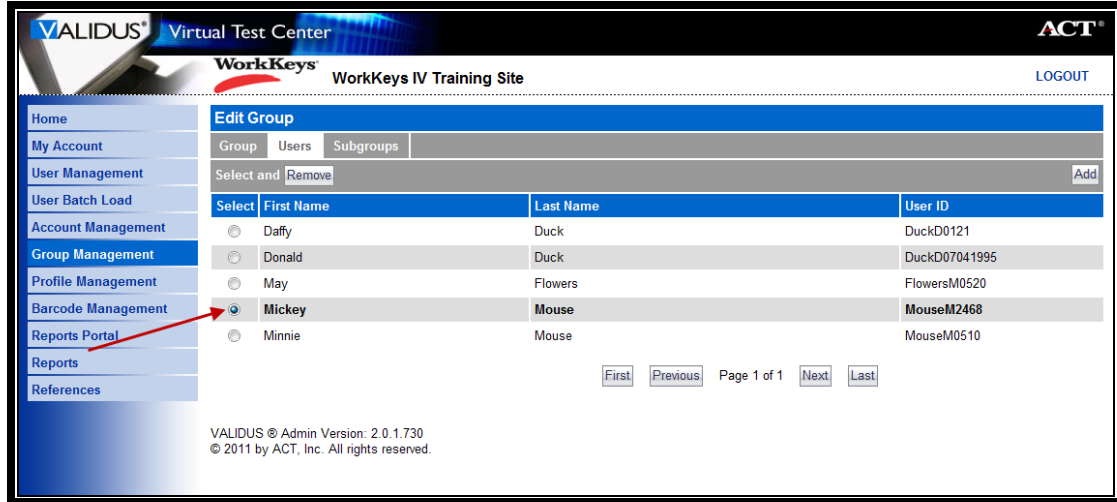 VALIDUS® Virtual Test Center ACT®
WorkKeys® WorkKeys IV Training Site LOGOUT
Home
My Account
User Management
User Batch Load
Account Management
Group Management
Profile Management
Barcode Management
Reports Portal
Reports
References
Edit Group
Group Users Subgroups
Select and Remove Add
Select First Name Last Name User ID
Daffy Duck DuckD0121
Donald Duck DuckD07041995
May Flowers FlowersM0520
Mickey Mouse MouseM2468
Minnie Mouse MouseM0510
First Previous Page 1 of 1 Next Last
VALIDUS ® Admin Version: 2.0.1.730
© 2011 by ACT, Inc. All rights reserved.